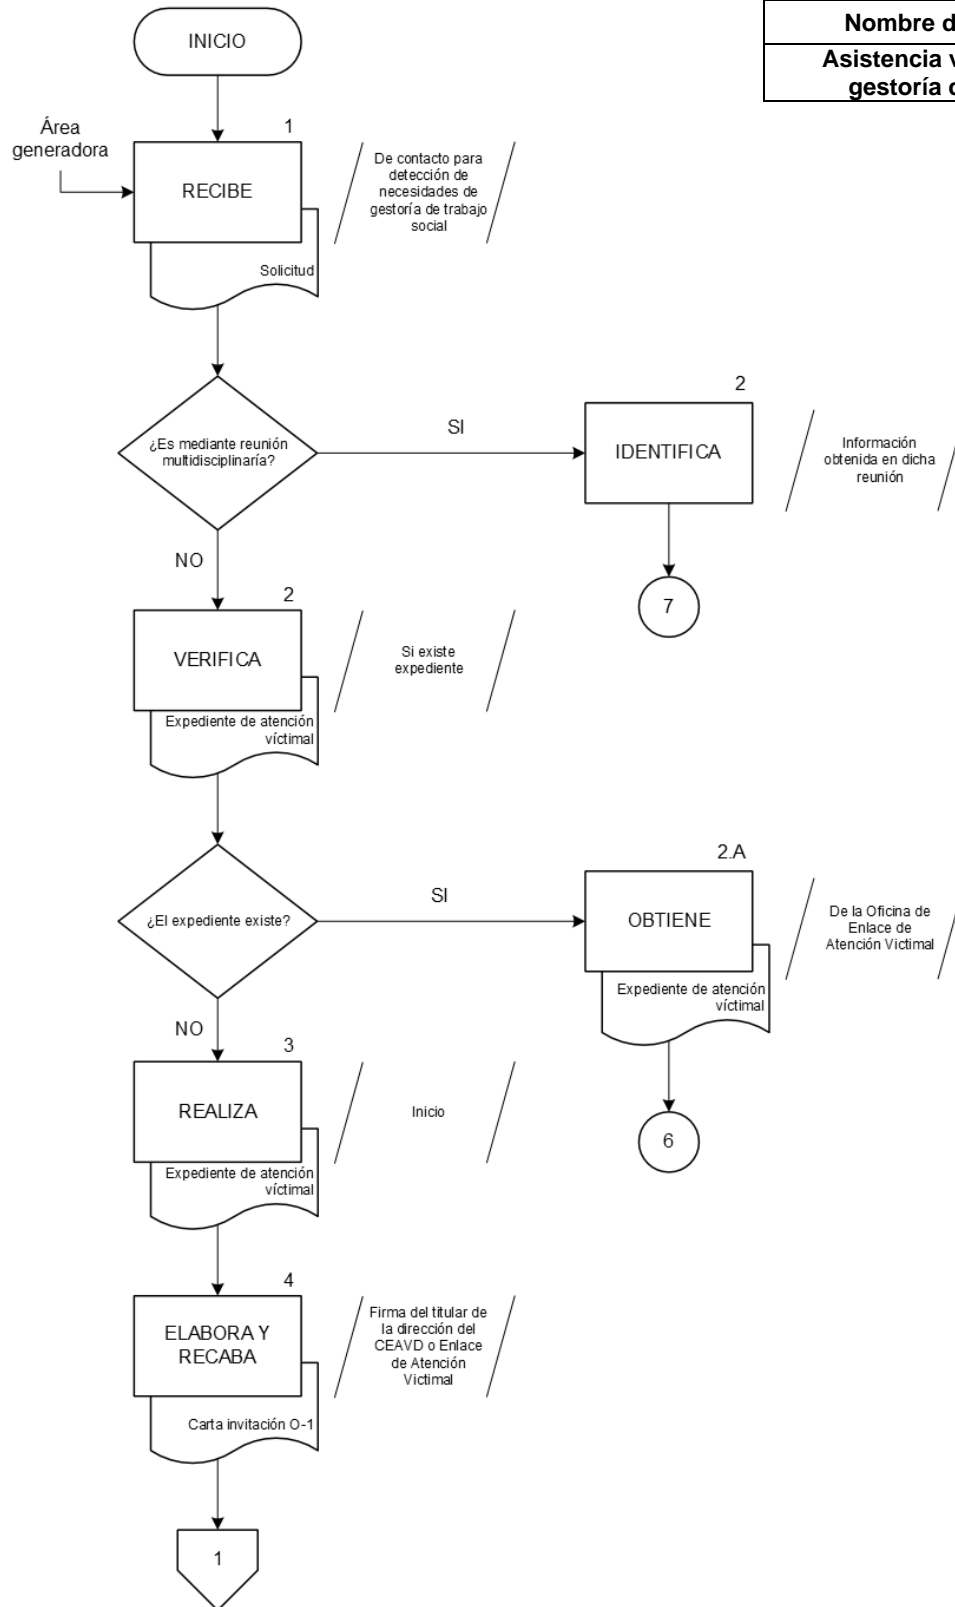 Nombre d
Asistencia v
gestoría d
INICIO
Área
generadora
1
RECIBE
Solicitud
De contacto para
detección de
necesidades de
gestoría de trabajo
social
¿Es mediante reunión
multidisciplinaría?
SI
2
IDENTIFICA
Información
obtenida en dicha
reunión
7
NO
2
VERIFICA
Expediente de atención
víctimal
Si existe
expediente
¿El expediente existe?
SI
2.A
OBTIENE
Expediente de atención
víctimal
De la Oficina de
Enlace de
Atención Victimal
6
NO
3
REALIZA
Expediente de atención
víctimal
Inicio
4
ELABORA Y
RECABA
Carta invitación O-1
Firma del titular de
la dirección del
CEAVD o Enlace
de Atención
Victimal
1